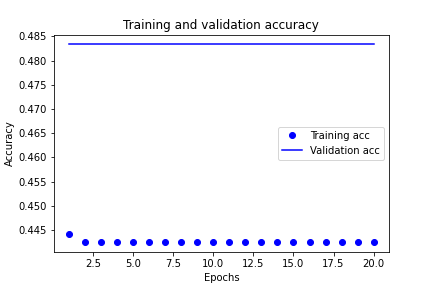 Training and validation accuracy
0.485
0.480
0.475
0.470
0.465
0.460
0.455
0.450
0.445
Accuracy
Training acc
Validation acc
2.5 5.0 7.5 10.0 12.5 15.0 17.5 20.0
Epochs